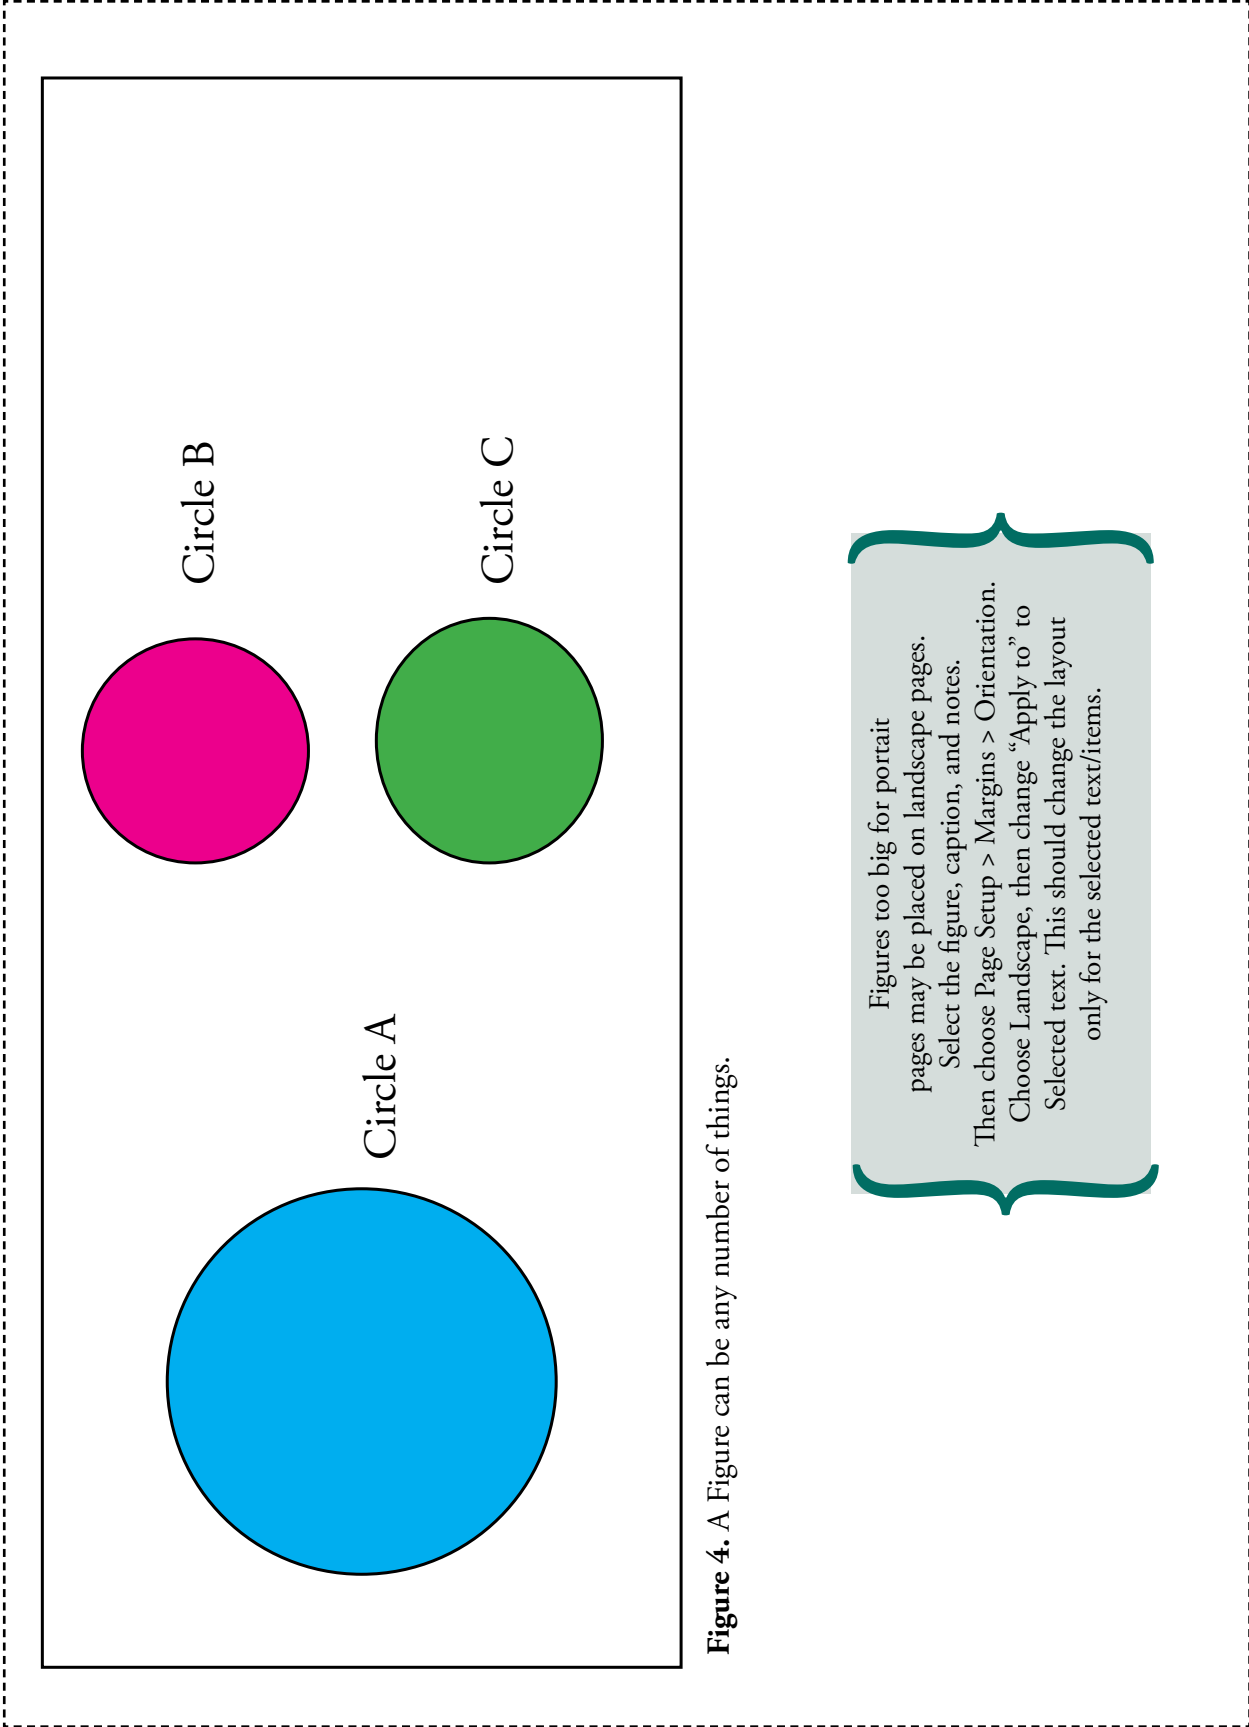 Circle B
Circle A
Circle C
Figure 4. A Figure can be any number of things.
Figures too big for portait
pages may be placed on landscape pages.
Select the figure, caption, and notes.
Then choose Page Setup > Margins > Orientation.
Choose Landscape, then change “Apply to” to
Selected text. This should change the layout
only for the selected text/items.